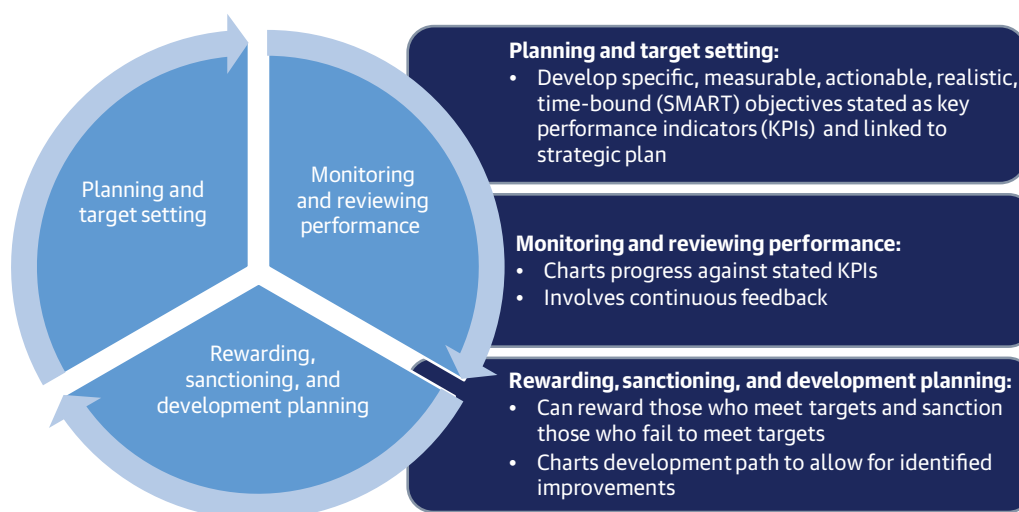 Planning and
target setting
Monitoring
and reviewing
performance
Rewarding,
sanctioning, and
development planning
Planning and target setting:
• Develop specific, measurable, actionable, realistic,
time-bound (SMART) objectives stated as key
performance indicators (KPIs) and linked to
strategic plan
Monitoring and reviewing performance:
• Charts progress against stated KPIs
• Involves continuous feedback
Rewarding, sanctioning, and development planning:
• Can reward those who meet targets and sanction
those who fail to meet targets
• Charts development path to allow for identified
improvements